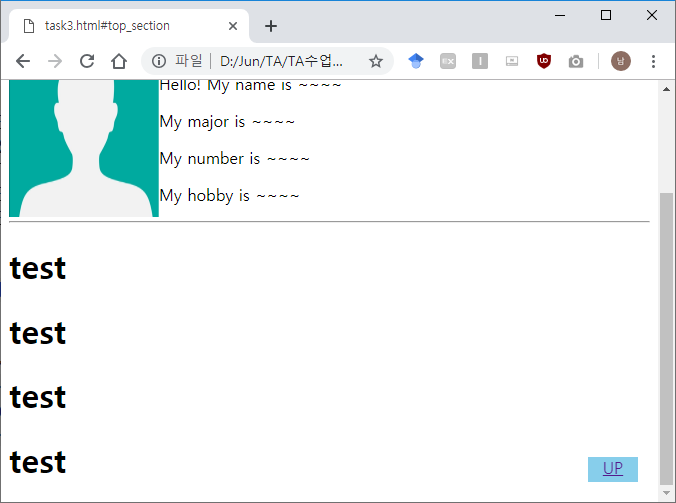 task3.html#top_section
파일 D:/Jun/TA/TA수업...
남
Hello! My name is ~~~~
My major is ~~~~
My number is ~~~~
My hobby is ~~~~
test
test
test
test
UP